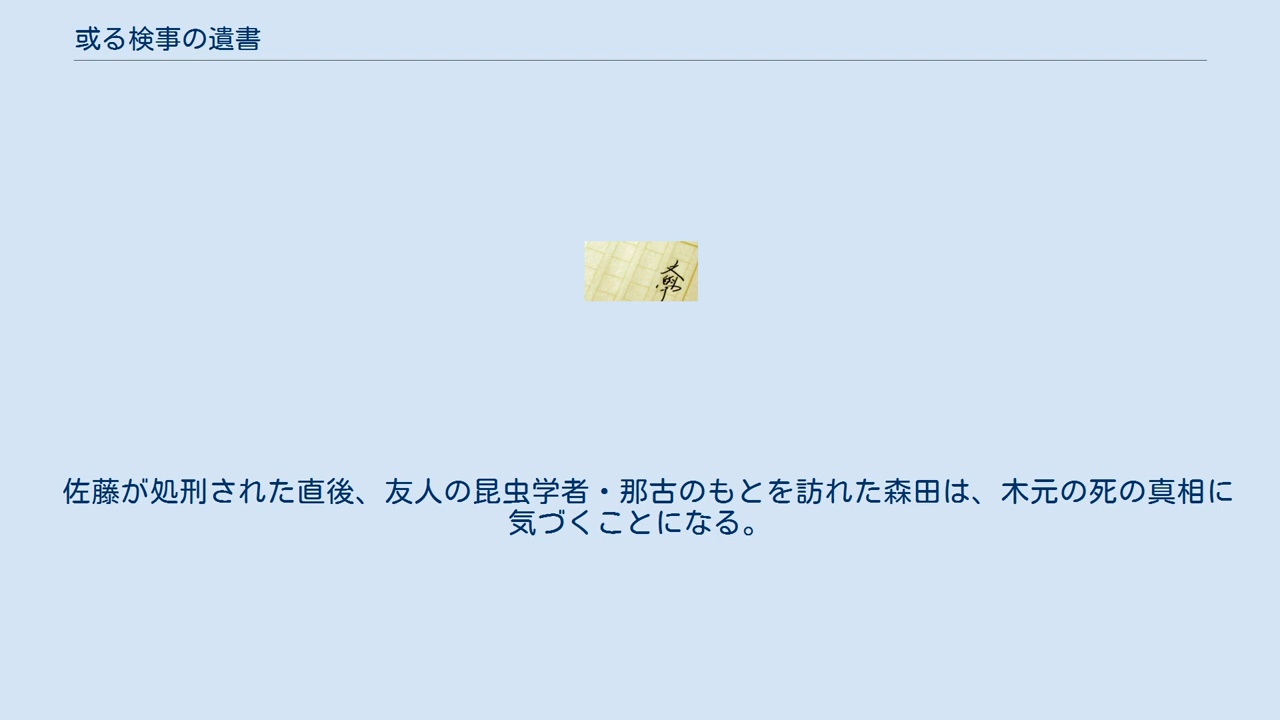 或る検事の遺書
佐藤が処刑された直後、友人の昆虫学者・那古のもとを訪れた森田は、木元の死の真相に
気づくことになる。